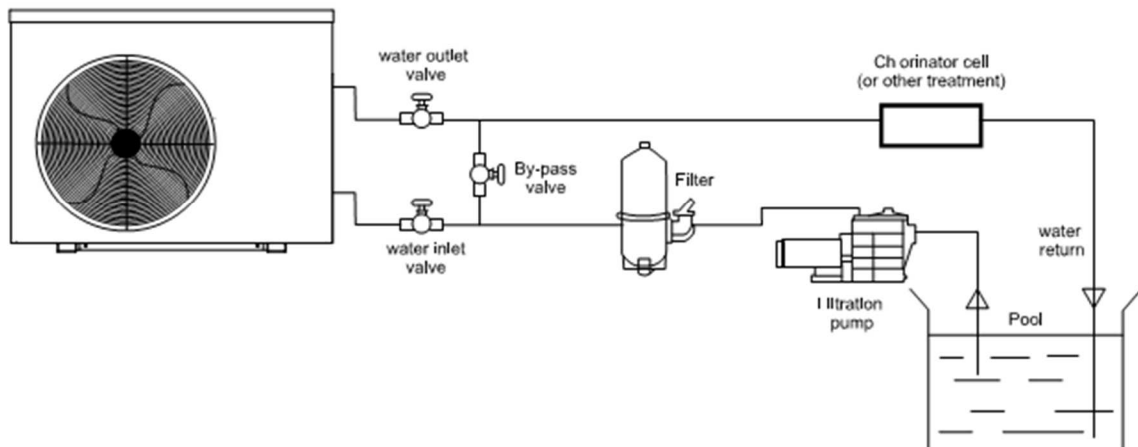 water outlet
valve
Ch orinator cell
(or other treatment)
By-pass
valve
Filter
water inlet
valve
water
return
I iltration
pump
Pool